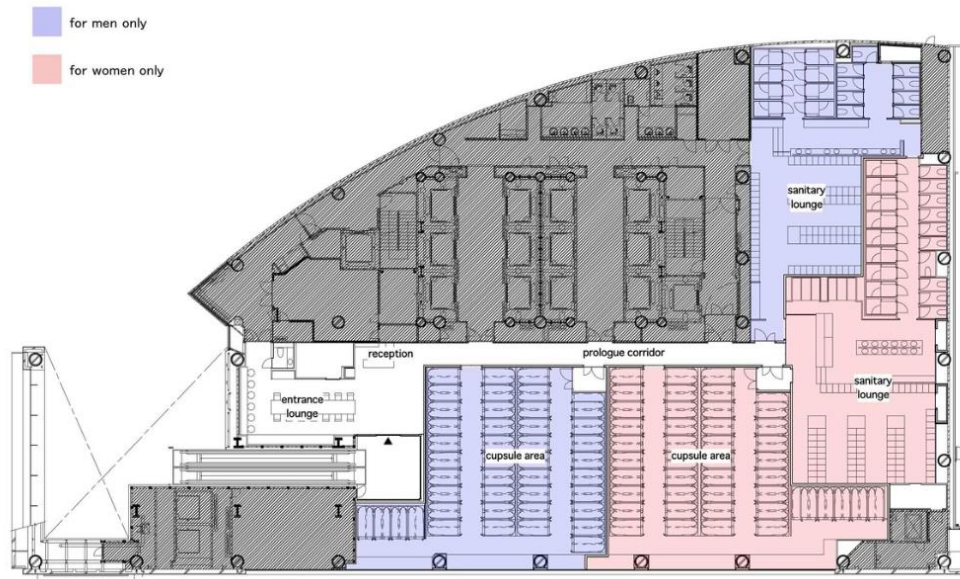 for men only
for women only
sanitary
lounge
reception
prologue corridor
entrance
lounge
sanitary
lounge
cupsule area
cupsule area